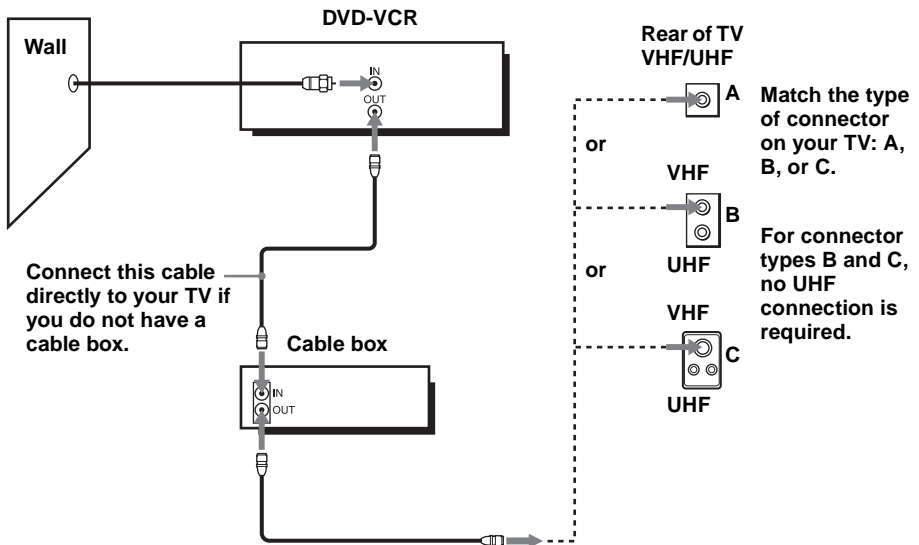 DVD-VCR
Wall
IN
OUT
Rear of TV
VHF/UHF
A
Match the type
of connector
on your TV: A,
B, or C.
or
VHF
B
UHF
For connector
types B and C,
no UHF
connection is
required.
or
VHF
C
UHF
Connect this cable
directly to your TV if
you do not have a
cable box.
Cable box
IN
OUT